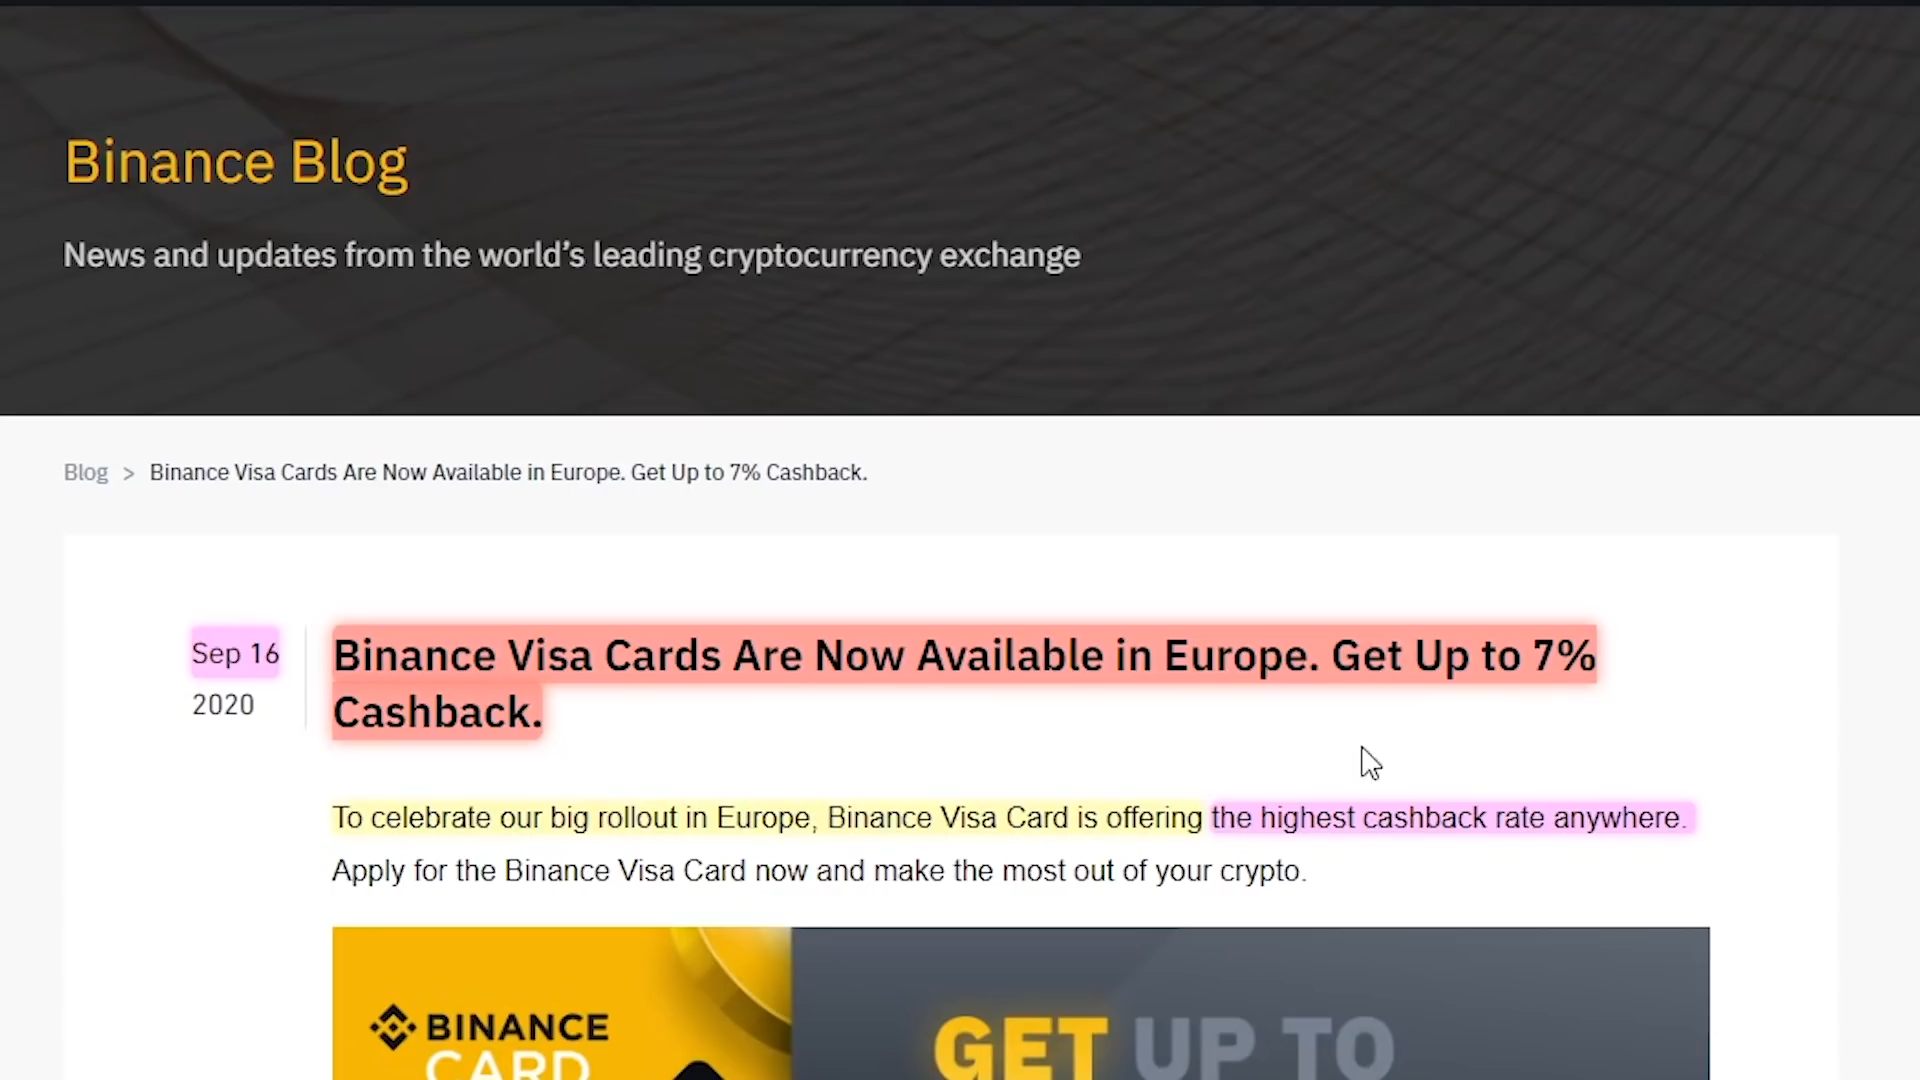 Binance Blog
News and updates from the world's leading cryptocurrency exchange
Blog > Binance Visa Cards Are Now Available in Europe. Get Up to 7% Cashback.
Sep 16
2020
Binance Visa Cards Are Now Available in Europe. Get Up to 7%
Cashback.
To celebrate our big rollout in Europe, Binance Visa Card is offering the highest cashback rate anywhere.
Apply for the Binance Visa Card now and make the most out of your crypto.
BINANCE
CARD
GET UP TO